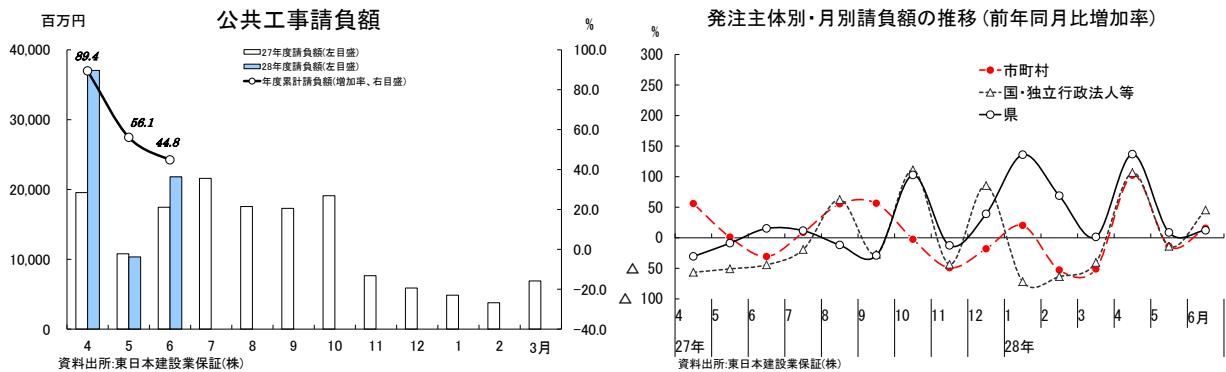 公共工事請負額
百万円
%
27年度請負額(左目盛)
28年度請負額(左目盛)
年度累計請負額(増加率、右目盛)
40,000
30,000
20,000
10,000
0
100.0
80.0
60.0
40.0
20.0
0.0
-20.0
-40.0
89.4
56.1
44.8
4 5 6 7 8 9 10 11 12 1 2 3月
資料出所:東日本建設業保証(株)
発注主体別・月別請負額の推移 (前年同月比増加率)
%
300
250
200
150
100
50
0
△ 50
△ 100
市町村
国・独立行政法人等
県
4 5 6 7 8 9 10 11 12 1 2 3 4 5 6月
27年 28年
資料出所:東日本建設業保証(株)